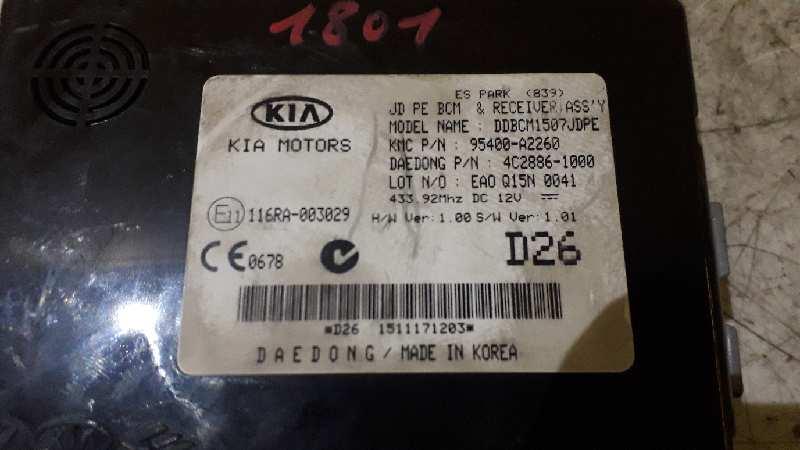 1801
ES PARK (839)
JD PE BCM & RECEIVER ASS'Y
MODEL NAME : DDBCM1507JDPE
KIA
KIA MOTORS
KMC P/N : 95400-A2260
DAEDONG P/N : 4C2886-1000
LOT N/O : EAO Q15N 0041
433.92Mhz DC 12V
E11 116RA-003029
H/W Ver:1.00 S/W Ver:1.01
CE 0678
D26
*D26 1511171203*
DAEDONG/MADE IN KOREA